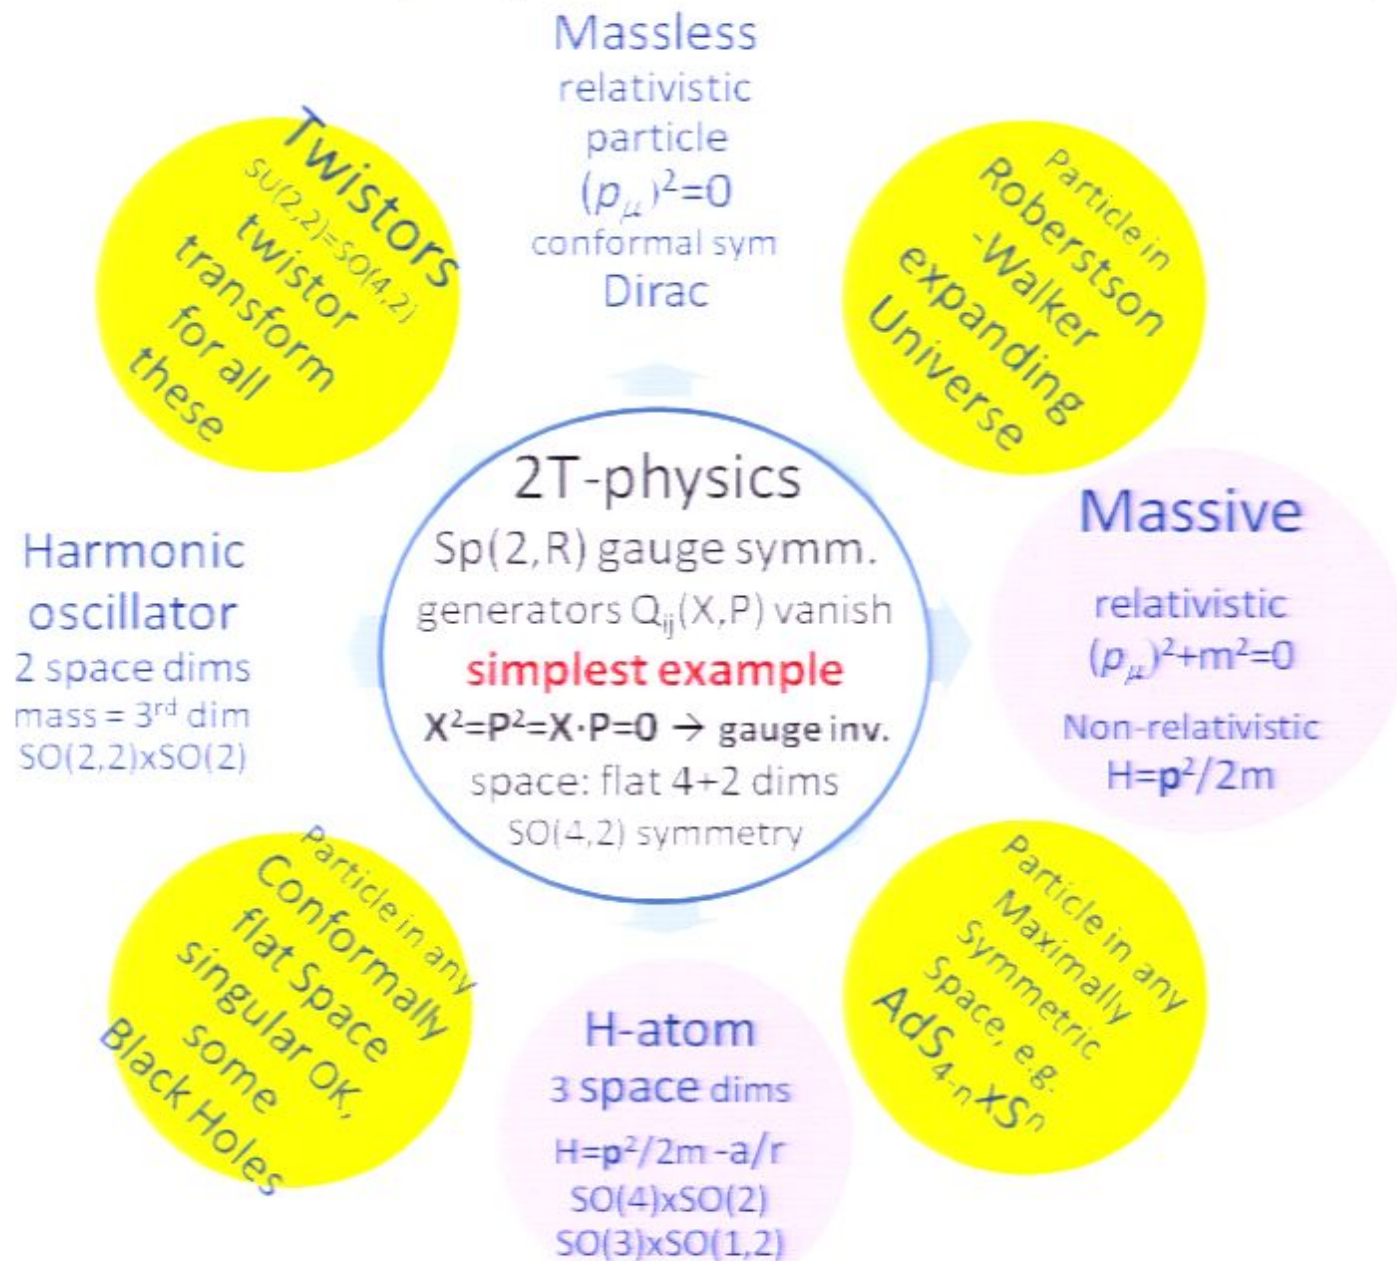 Massless
relativistic
particle
(pμ)²=0
conformal sym
Dirac
Twistors
SU(2,2)=SO(4,2)
twistor
transform
for all
these
Particle in
Roberstson
-Walker
expanding
Universe
2T-physics
Sp(2,R) gauge symm.
generators Qij(X,P) vanish
simplest example
X²=P²=X·P=0 → gauge inv.
space: flat 4+2 dims
SO(4,2) symmetry
Harmonic
oscillator
2 space dims
mass = 3rd dim
SO(2,2)xSO(2)
Massive
relativistic
(pμ)²+m²=0
Non-relativistic
H=p²/2m
Particle in any
Conformally
flat Space
singular OK,
some
Black Holes
H-atom
3 space dims
H=p²/2m -a/r
SO(4)xSO(2)
SO(3)xSO(1,2)
Particle in any
Maximally
Symmetric
Space, e.g.
AdS4-nxSⁿ